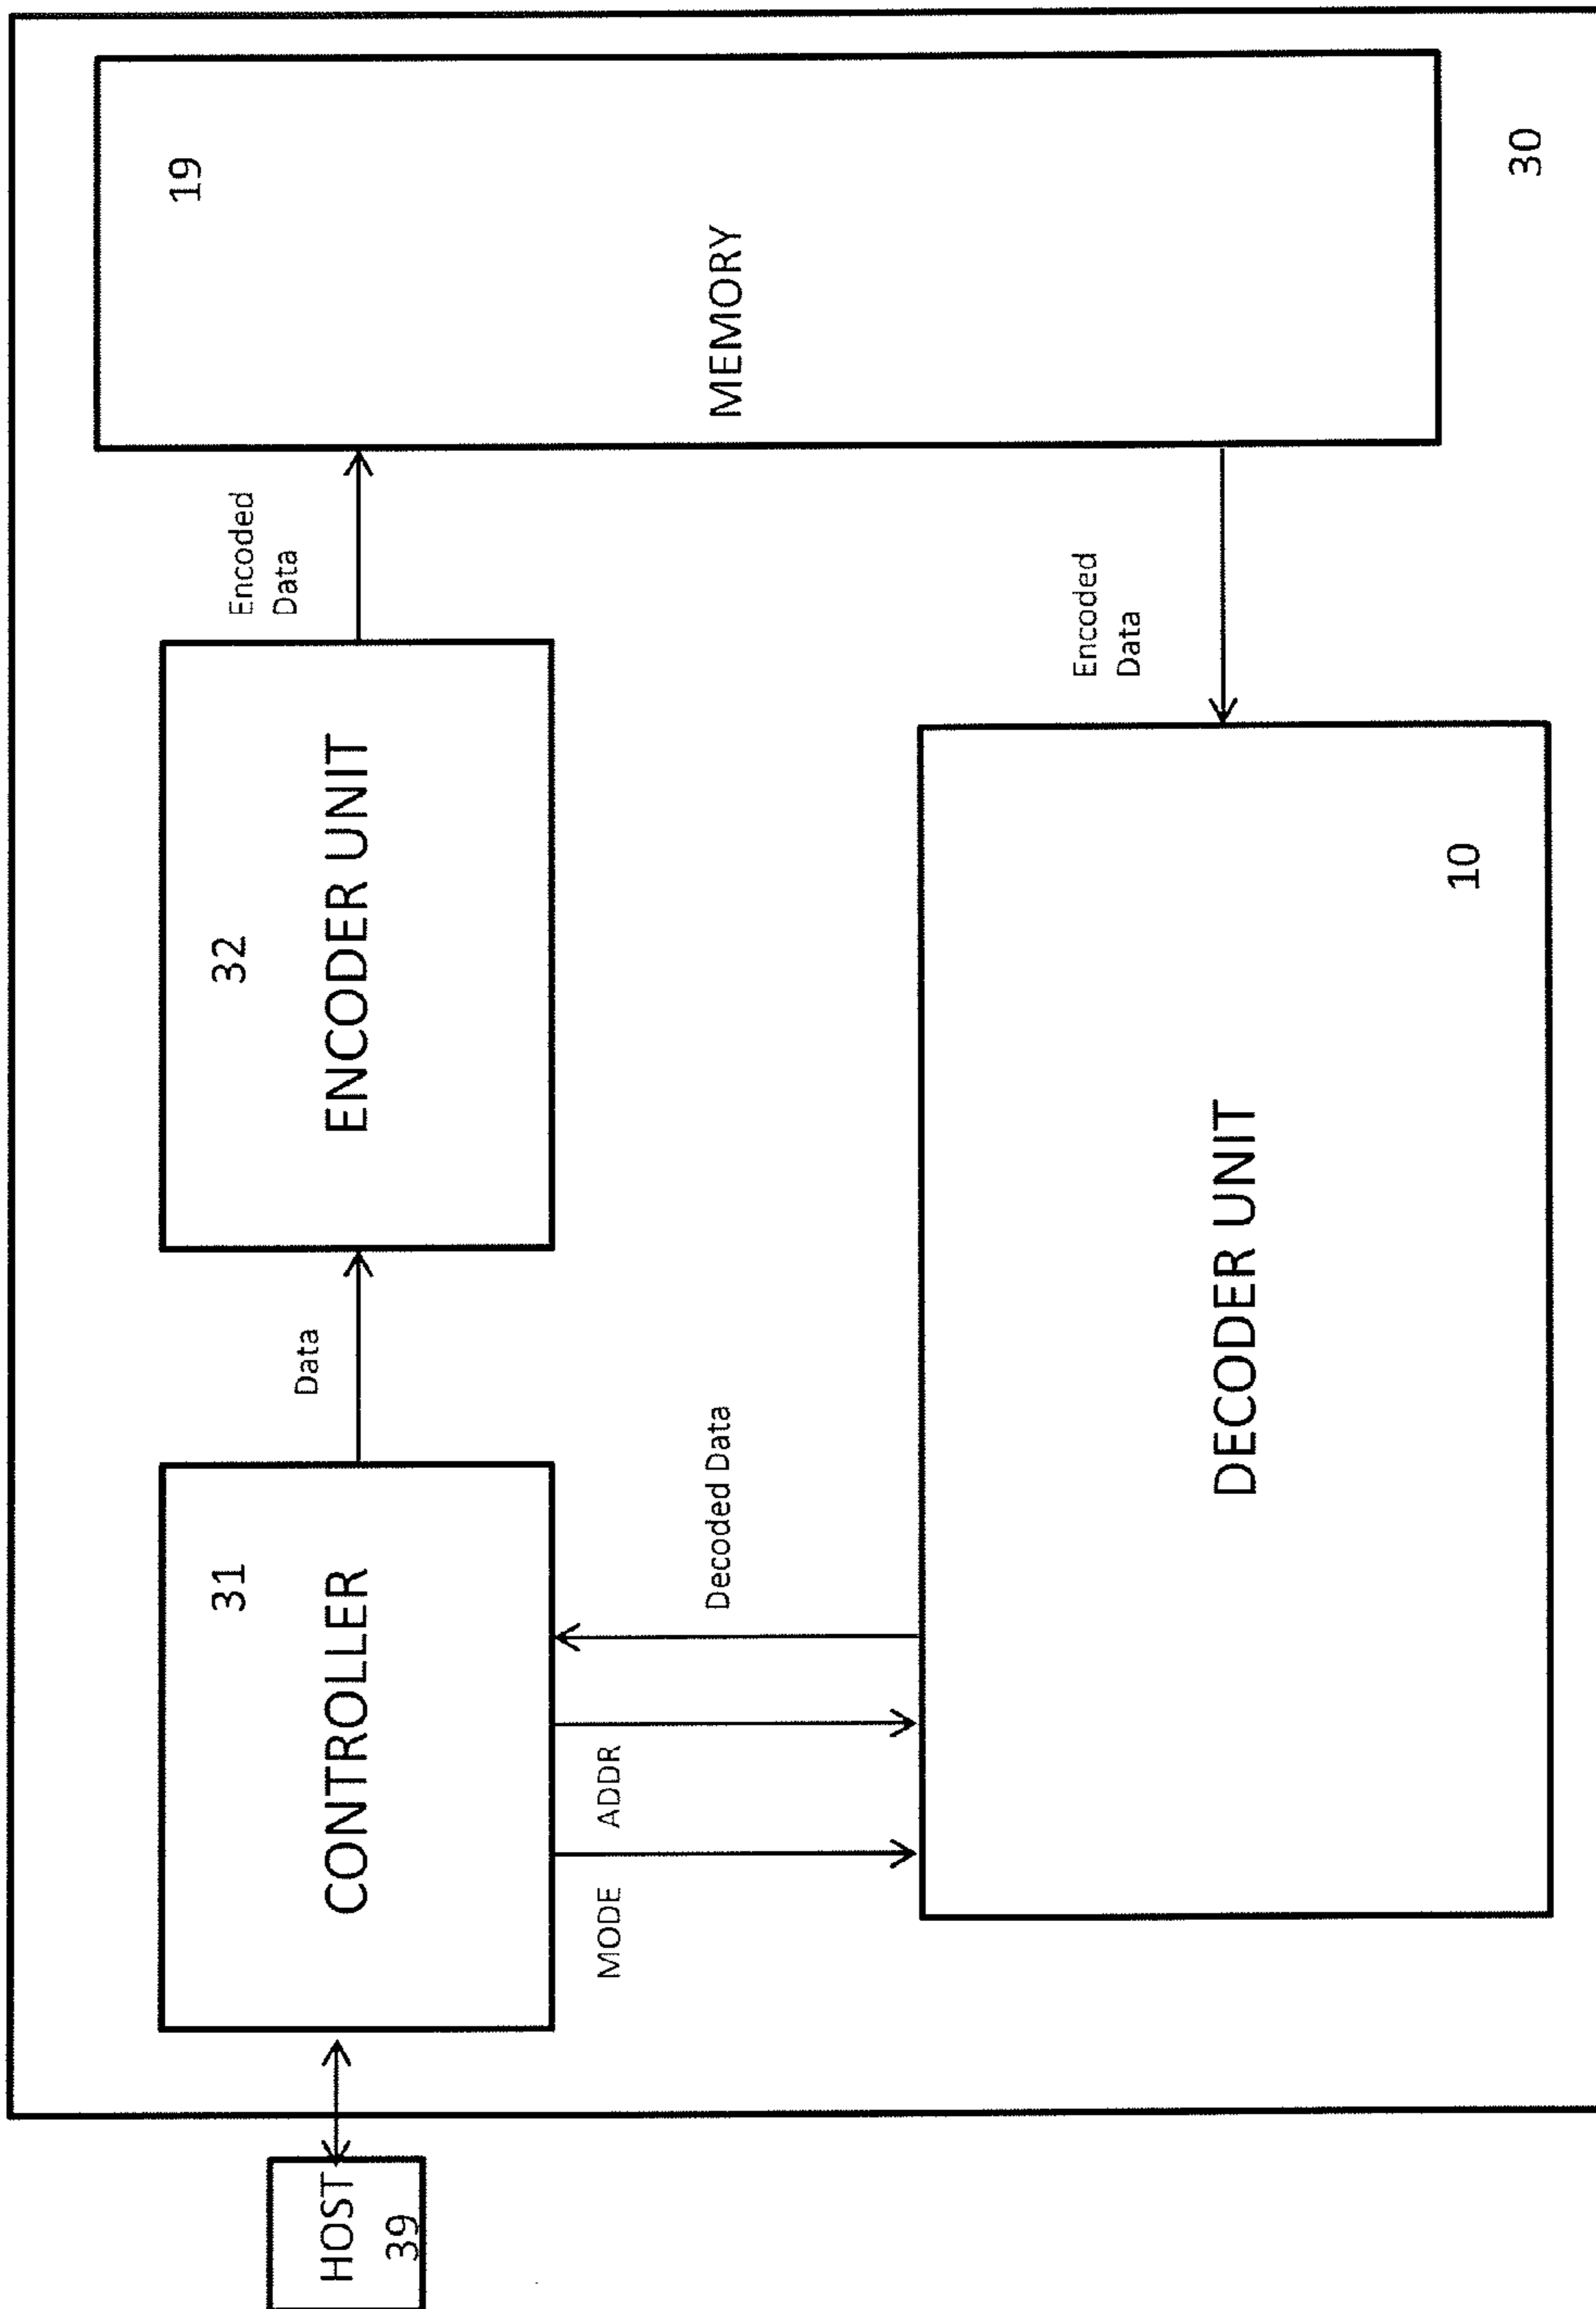 HOST
39
31
CONTROLLER
Data
32
ENCODER UNIT
Encoded
Data
19
MEMORY
MODE
ADDR
Decoded Data
DECODER UNIT
10
Encoded
Data
30